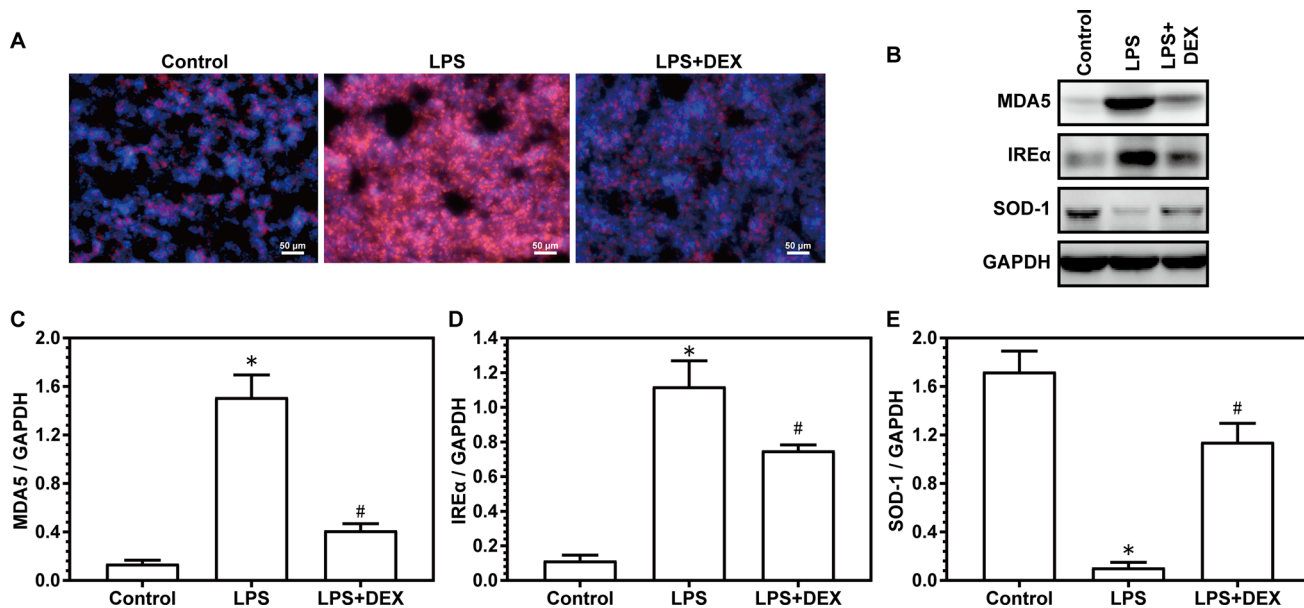 A
Control
LPS
LPS+DEX
50 µm
50 µm
50 µm
B
Control
LPS
LPS+
DEX
MDA5
IREα
SOD-1
GAPDH
C
MDA5 / GAPDH
2.0
1.6
1.2
0.8
0.4
0.0
*
#
Control
LPS
LPS+DEX
D
IREα / GAPDH
1.4
1.2
1.0
0.8
0.6
0.4
0.2
0.0
*
#
Control
LPS
LPS+DEX
E
SOD-1 / GAPDH
2.0
1.6
1.2
0.8
0.4
0.0
*
#
Control
LPS
LPS+DEX